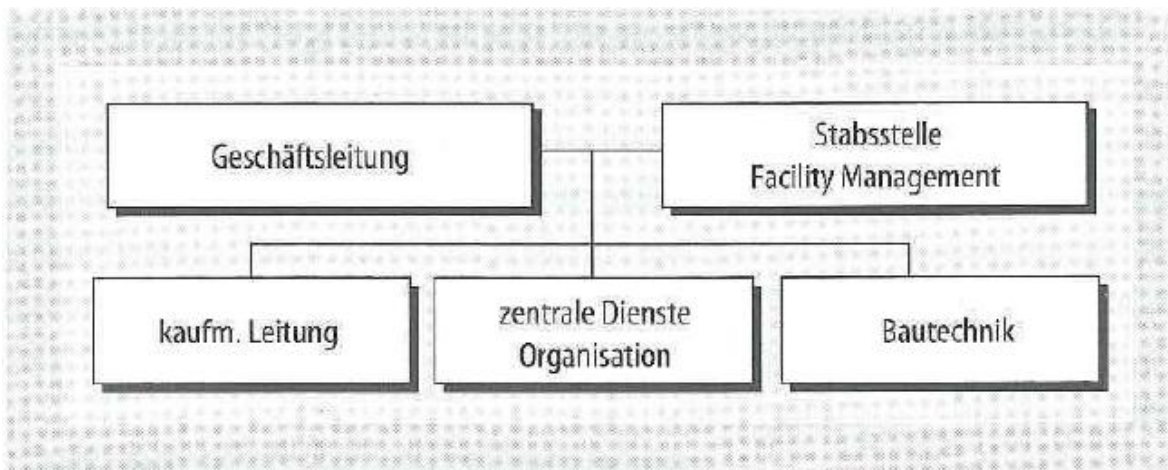 Geschäftsleitung
Stabsstelle
Facility Management
kaufm. Leitung
zentrale Dienste
Organisation
Bautechnik